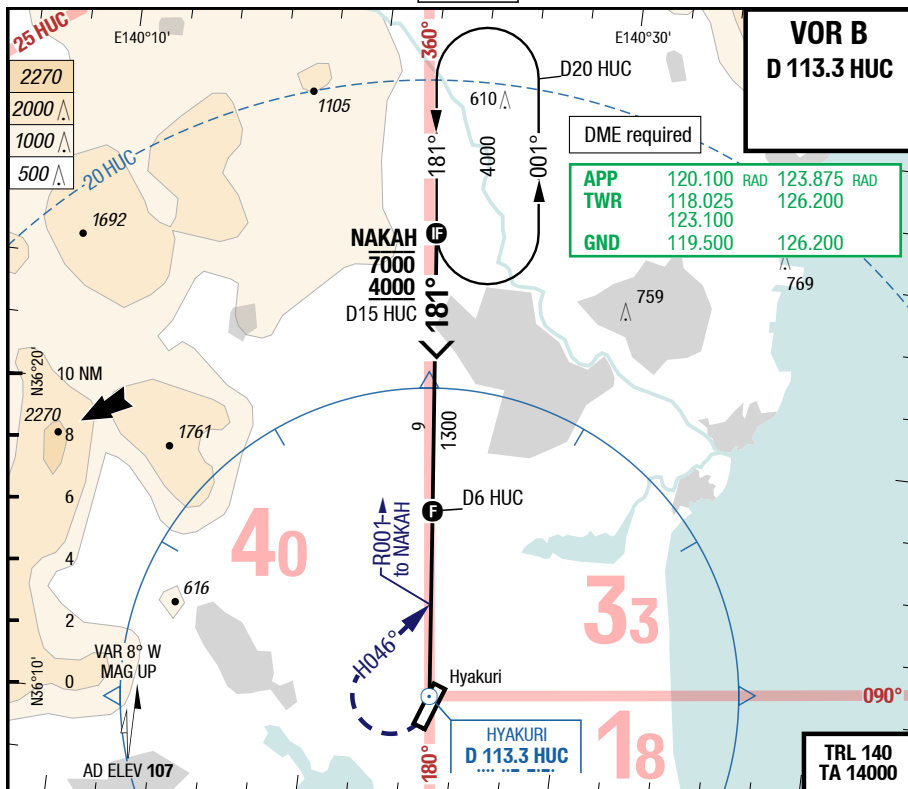 25 HUC
E140°10'
360°
E140°30'
VOR B
D 113.3 HUC
2270
2000
1000
500
1105
610
D20 HUC
DME required
20 HUC
181°
4000
001°
APP 120.100 RAD 123.875 RAD
TWR 118.025 126.200
123.100
GND 119.500 126.200
1692
NAKAH
7000
4000
D15 HUC
IF
181°
759
769
N36°20'
10 NM
2270
8
1761
9
1300
6
F
D6 HUC
40
R001
to NAKAH
4
33
616
2
H046°
VAR 8° W
MAG UP
N36°10'
0
Hyakuri
090°
HYAKURI
D 113.3 HUC
18
180°
AD ELEV 107
TRL 140
TA 14000